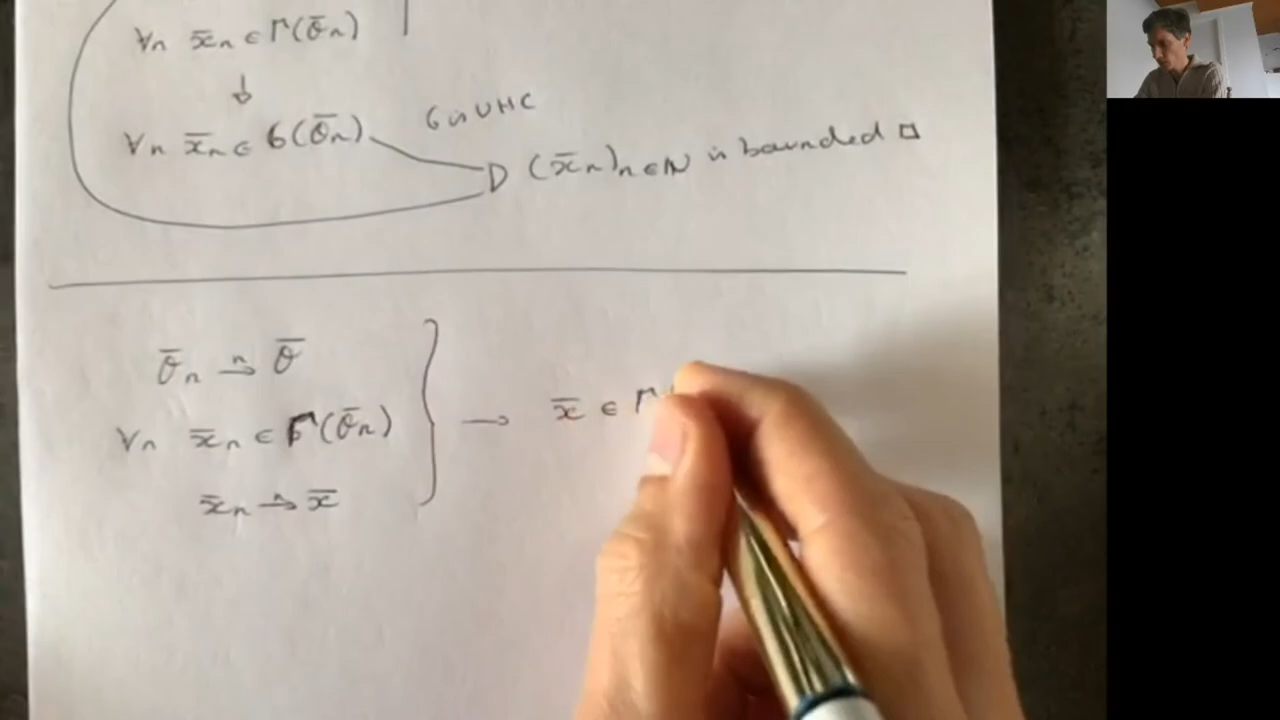 ∀n x̄n ∈ Γ(θ̄n)
↓
G is UHC
∀n x̄n ∈ G(θ̄n) → (x̄n)n∈N is bounded □
θ̄n →n θ̄
∀n x̄n ∈ Γ(θ̄n) } → x̄ ∈ Γ
x̄n →n x̄